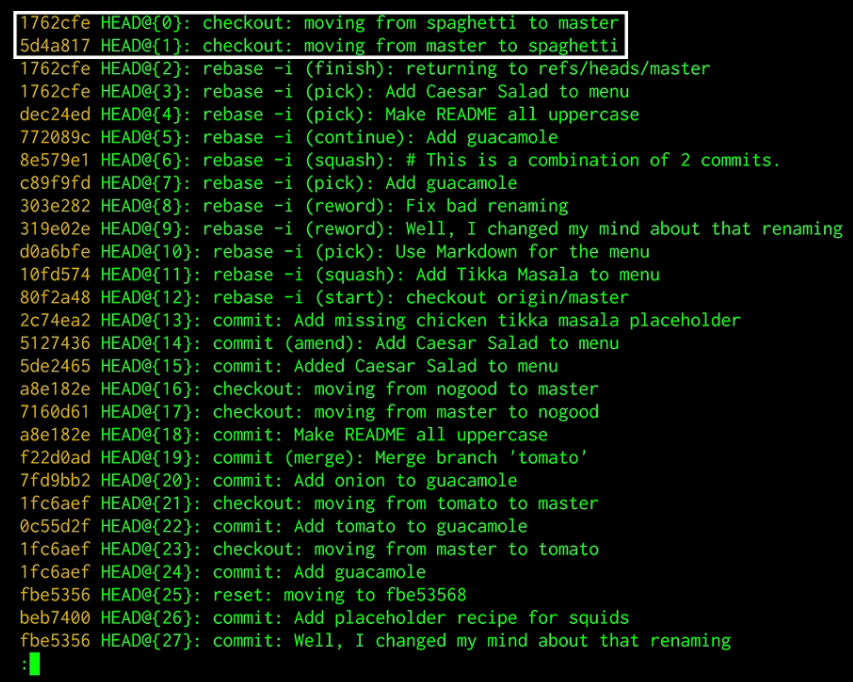 1762cfe HEAD@{0}: checkout: moving from spaghetti to master
5d4a817 HEAD@{1}: checkout: moving from master to spaghetti
1762cfe HEAD@{2}: rebase -i (finish): returning to refs/heads/master
1762cfe HEAD@{3}: rebase -i (pick): Add Caesar Salad to menu
dec24ed HEAD@{4}: rebase -i (pick): Make README all uppercase
772089c HEAD@{5}: rebase -i (continue): Add guacamole
8e579e1 HEAD@{6}: rebase -i (squash): # This is a combination of 2 commits.
c89f9fd HEAD@{7}: rebase -i (pick): Add guacamole
303e282 HEAD@{8}: rebase -i (reword): Fix bad renaming
319e02e HEAD@{9}: rebase -i (reword): Well, I changed my mind about that renaming
d0a6bfe HEAD@{10}: rebase -i (pick): Use Markdown for the menu
10fd574 HEAD@{11}: rebase -i (squash): Add Tikka Masala to menu
80f2a48 HEAD@{12}: rebase -i (start): checkout origin/master
2c74ea2 HEAD@{13}: commit: Add missing chicken tikka masala placeholder
5127436 HEAD@{14}: commit (amend): Add Caesar Salad to menu
5de2465 HEAD@{15}: commit: Added Caesar Salad to menu
a8e182e HEAD@{16}: checkout: moving from nogood to master
7160d61 HEAD@{17}: checkout: moving from master to nogood
a8e182e HEAD@{18}: commit: Make README all uppercase
f22d0ad HEAD@{19}: commit (merge): Merge branch 'tomato'
7fd9bb2 HEAD@{20}: commit: Add onion to guacamole
1fc6aef HEAD@{21}: checkout: moving from tomato to master
0c55d2f HEAD@{22}: commit: Add tomato to guacamole
1fc6aef HEAD@{23}: checkout: moving from master to tomato
1fc6aef HEAD@{24}: commit: Add guacamole
fbe5356 HEAD@{25}: reset: moving to fbe53568
beb7400 HEAD@{26}: commit: Add placeholder recipe for squids
fbe5356 HEAD@{27}: commit: Well, I changed my mind about that renaming
: